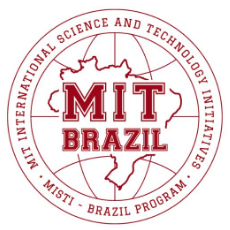 MIT INTERNATIONAL SCIENCE AND TECHNOLOGY INITIATIVES
MIT
BRAZIL
· MISTI - BRAZIL PROGRAM ·